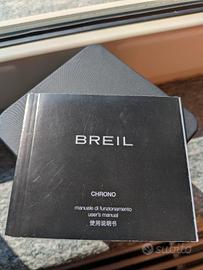 BREIL
CHRONO
manuale di funzionamento
user's manual
使用说明书
subito